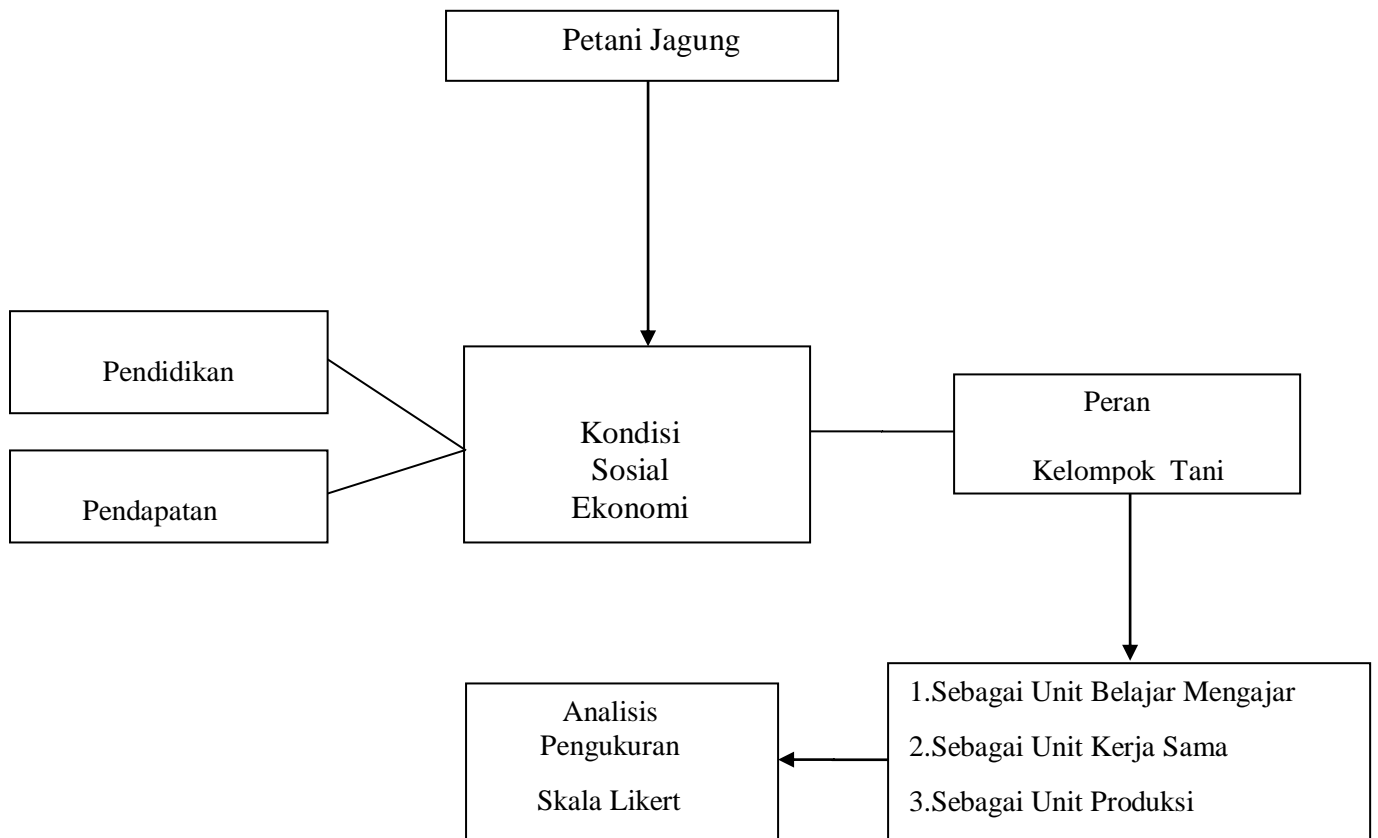 Petani Jagung
Pendidikan
Pendapatan
Kondisi
Sosial
Ekonomi
Peran
Kelompok Tani
1.Sebagai Unit Belajar Mengajar
2.Sebagai Unit Kerja Sama
3.Sebagai Unit Produksi
Analisis
Pengukuran
Skala Likert